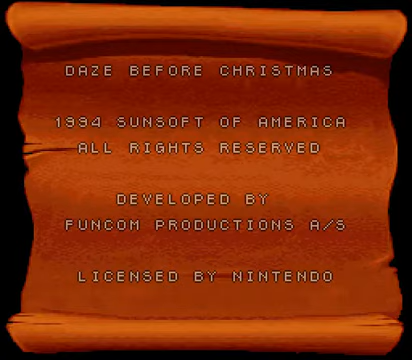 DAZE BEFORE CHRISTMAS
1994 SUNSOFT OF AMERICA
ALL RIGHTS RESERVED
DEVELOPED BY
FUNCOM PRODUCTIONS A/S
LICENSED BY NINTENDO